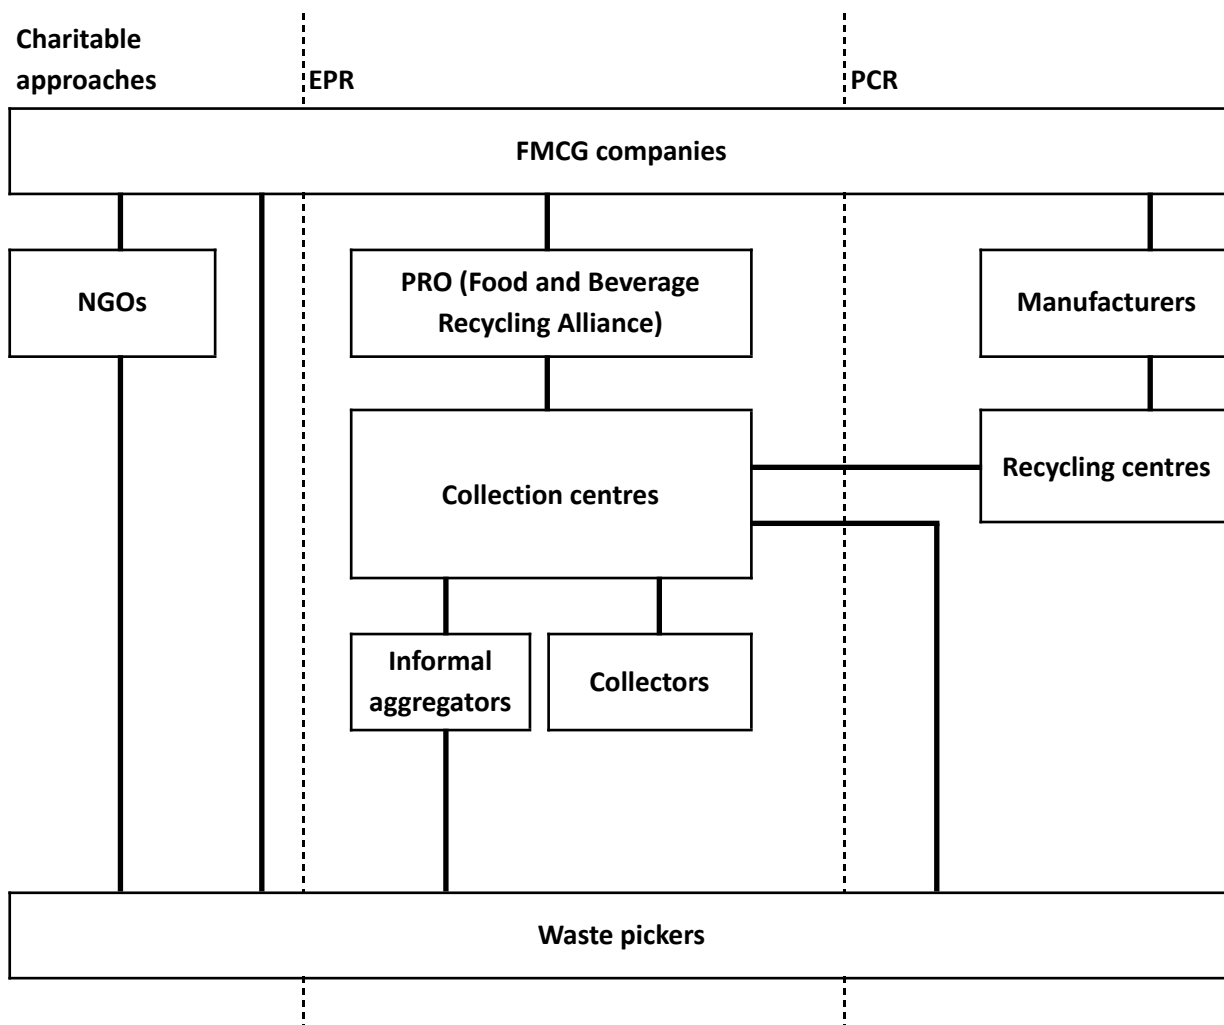 Charitable
approaches
EPR
PCR
FMCG companies
NGOs
PRO (Food and Beverage
Recycling Alliance)
Manufacturers
Collection centres
Recycling centres
Informal
aggregators
Collectors
Waste pickers